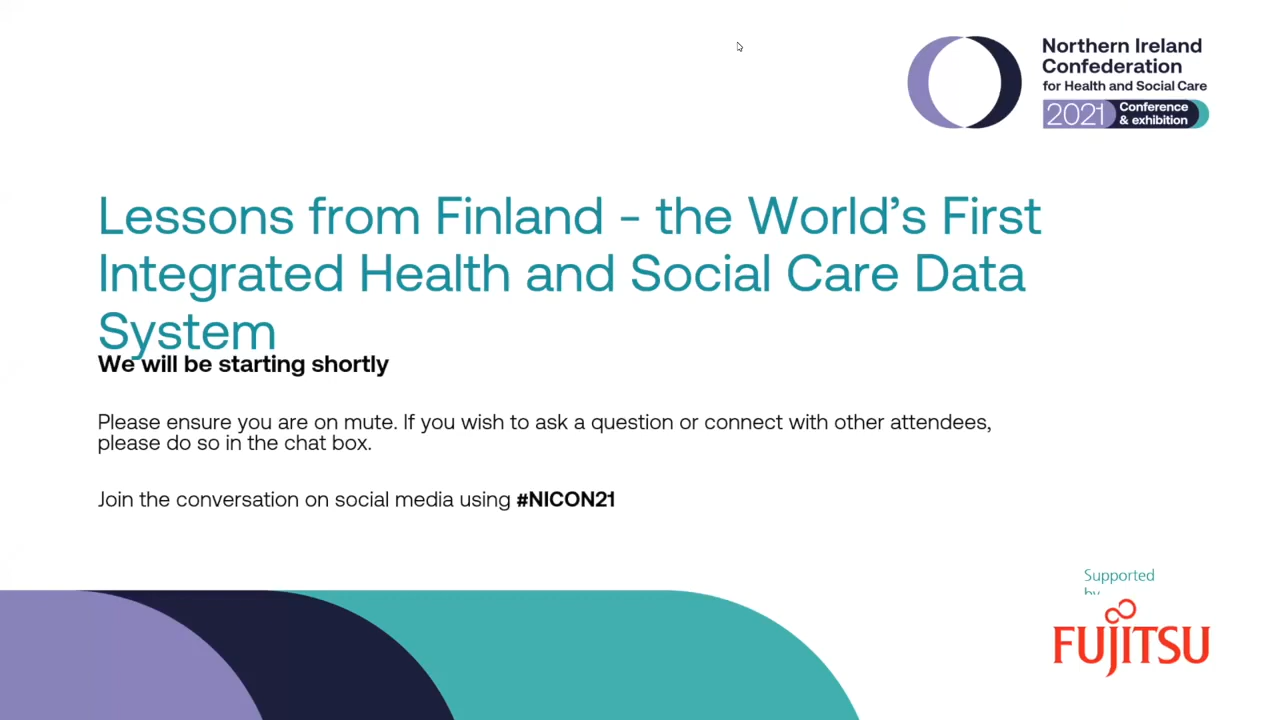 Northern Ireland
Confederation
for Health and Social Care
2021 Conference
& exhibition
Lessons from Finland - the World’s First
Integrated Health and Social Care Data
System
We will be starting shortly
Please ensure you are on mute. If you wish to ask a question or connect with other attendees,
please do so in the chat box.
Join the conversation on social media using #NICON21
Supported
by
FUJITSU